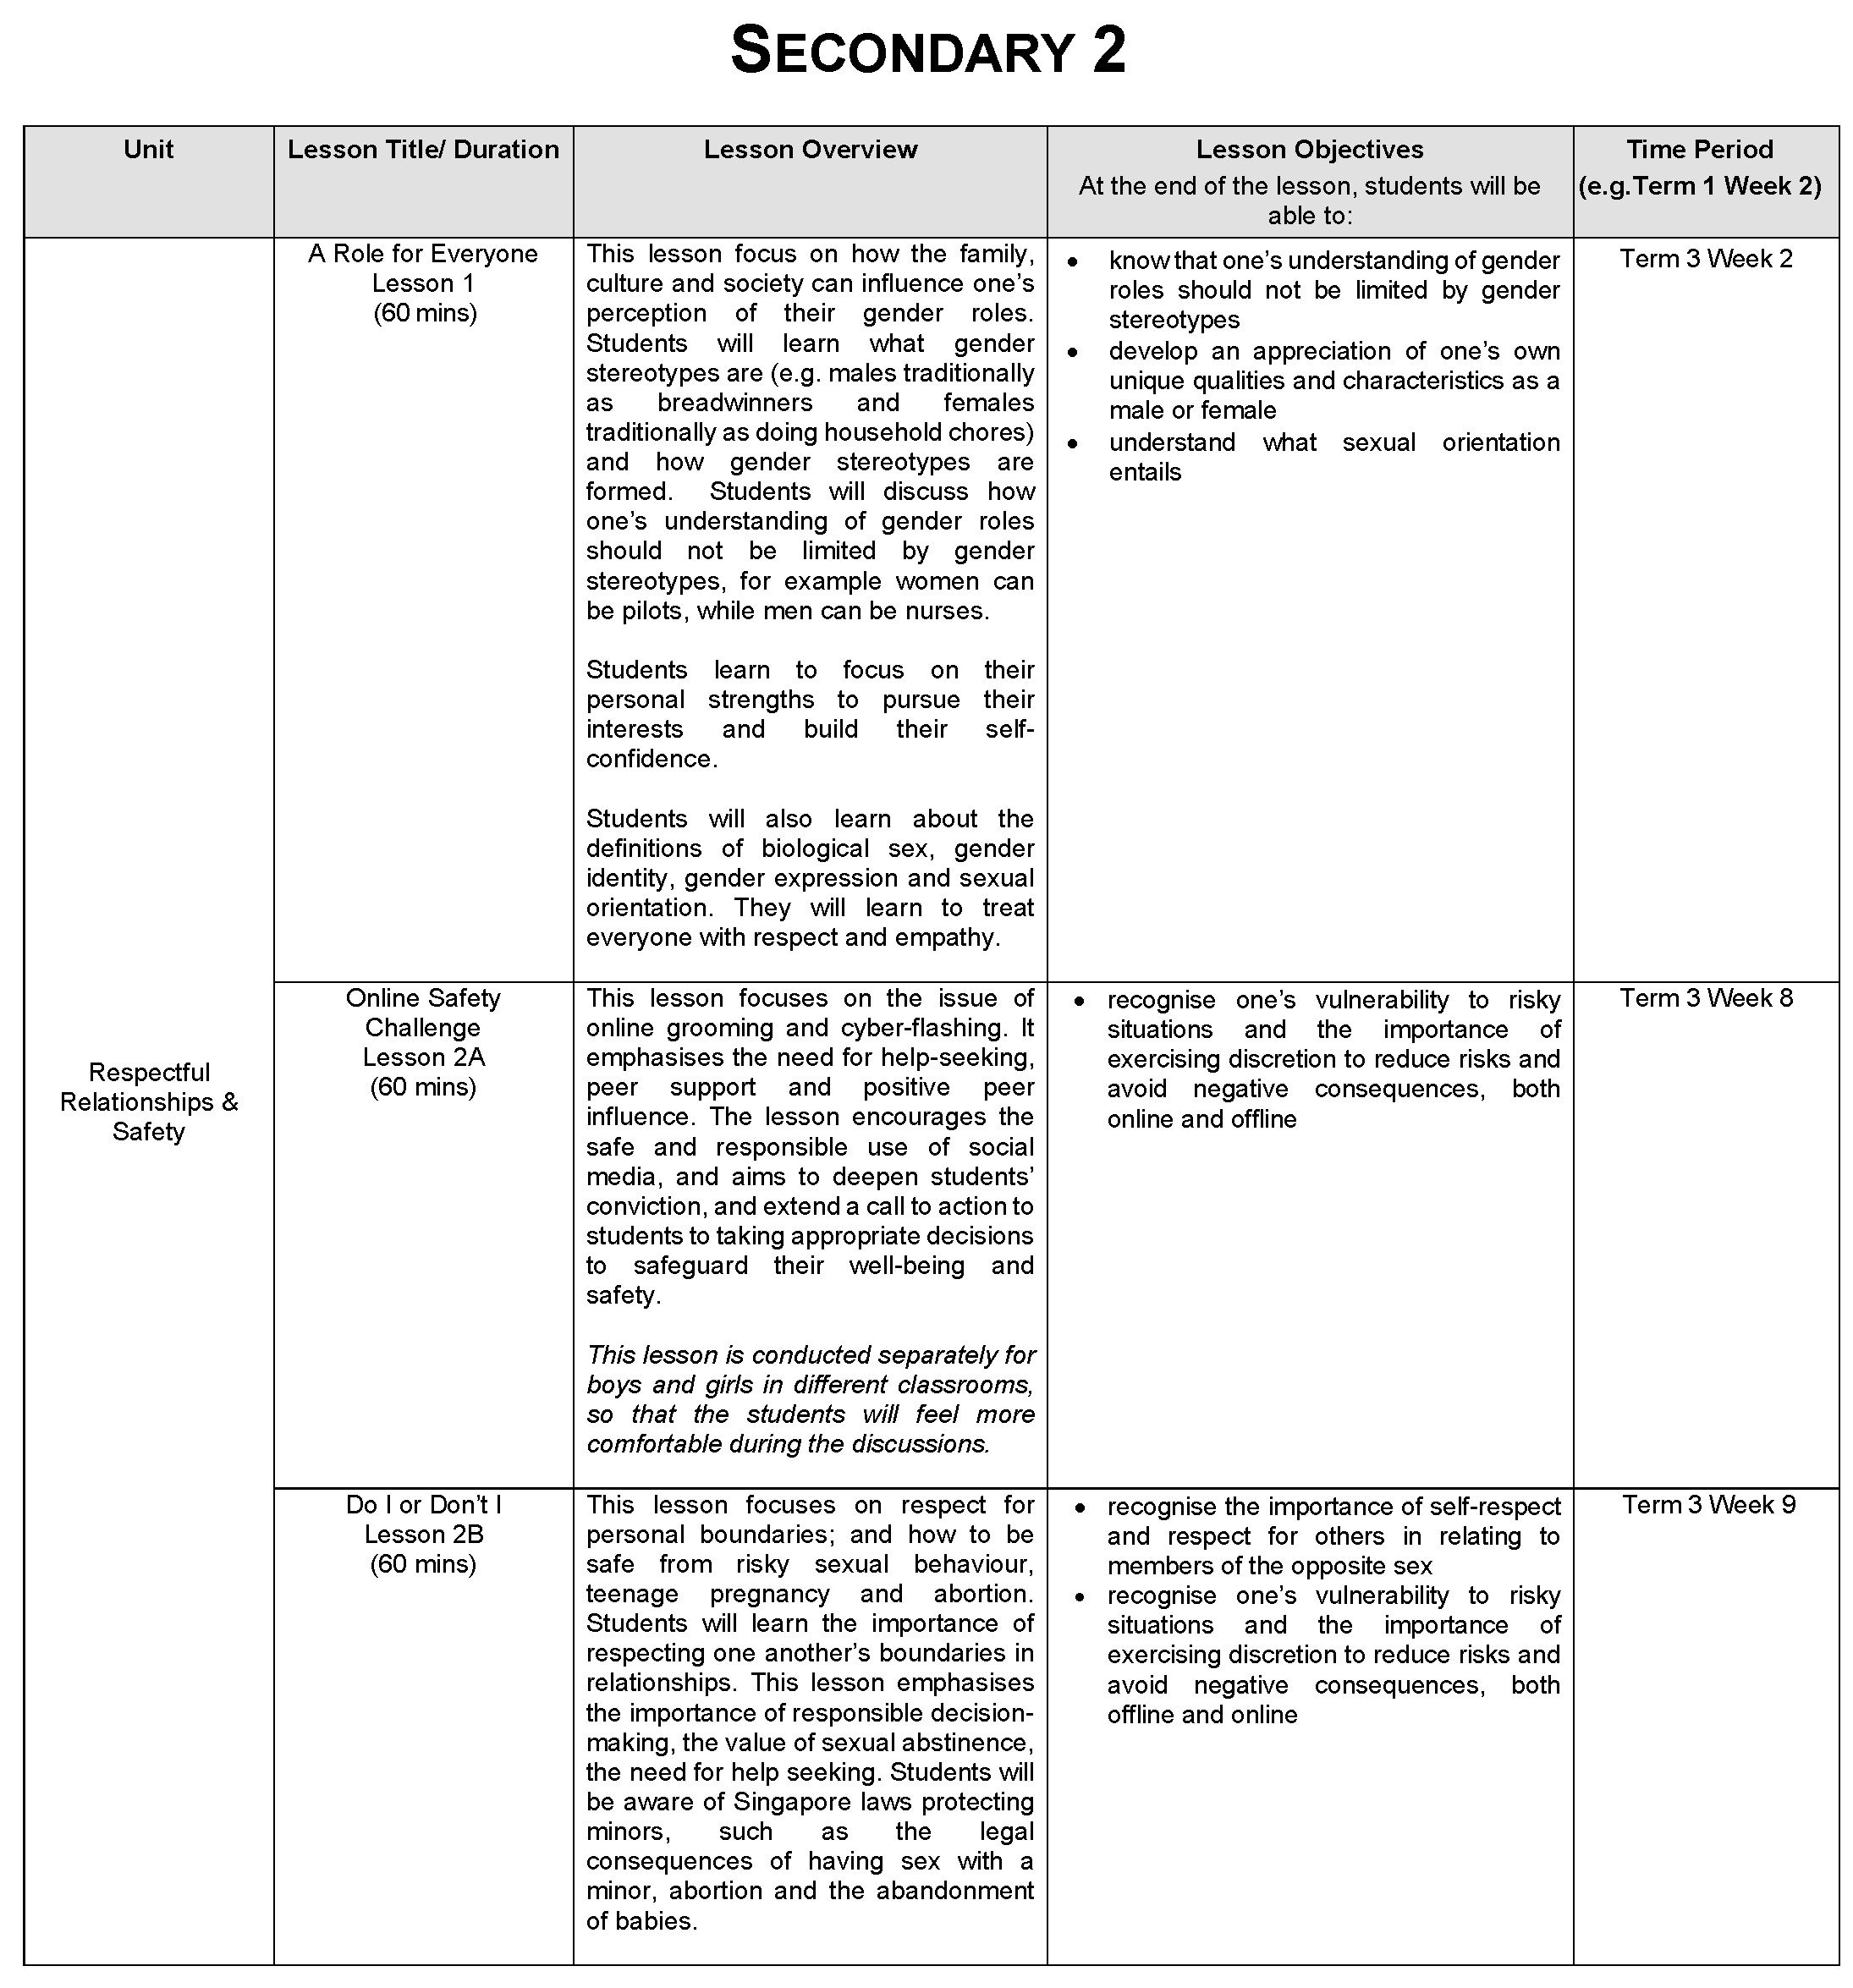 SECONDARY 2
Unit
Lesson Title/ Duration
Lesson Overview
Lesson Objectives
At the end of the lesson, students will be
able to:
Time Period
(e.g.Term 1 Week 2)
Respectful
Relationships &
Safety
A Role for Everyone
Lesson 1
(60 mins)
This lesson focus on how the family,
culture and society can influence one’s
perception of their gender roles.
Students will learn what gender
stereotypes are (e.g. males traditionally
as breadwinners and females
traditionally as doing household chores)
and how gender stereotypes are
formed. Students will discuss how
one’s understanding of gender roles
should not be limited by gender
stereotypes, for example women can
be pilots, while men can be nurses.
Students learn to focus on their
personal strengths to pursue their
interests and build their self-
confidence.
Students will also learn about the
definitions of biological sex, gender
identity, gender expression and sexual
orientation. They will learn to treat
everyone with respect and empathy.
• know that one’s understanding of gender
roles should not be limited by gender
stereotypes
• develop an appreciation of one’s own
unique qualities and characteristics as a
male or female
• understand what sexual orientation
entails
Term 3 Week 2
Online Safety
Challenge
Lesson 2A
(60 mins)
This lesson focuses on the issue of
online grooming and cyber-flashing. It
emphasises the need for help-seeking,
peer support and positive peer
influence. The lesson encourages the
safe and responsible use of social
media, and aims to deepen students’
conviction, and extend a call to action to
students to taking appropriate decisions
to safeguard their well-being and
safety.
This lesson is conducted separately for
boys and girls in different classrooms,
so that the students will feel more
comfortable during the discussions.
• recognise one’s vulnerability to risky
situations and the importance of
exercising discretion to reduce risks and
avoid negative consequences, both
online and offline
Term 3 Week 8
Do I or Don’t I
Lesson 2B
(60 mins)
This lesson focuses on respect for
personal boundaries; and how to be
safe from risky sexual behaviour,
teenage pregnancy and abortion.
Students will learn the importance of
respecting one another’s boundaries in
relationships. This lesson emphasises
the importance of responsible decision-
making, the value of sexual abstinence,
the need for help seeking. Students will
be aware of Singapore laws protecting
minors, such as the legal
consequences of having sex with a
minor, abortion and the abandonment
of babies.
• recognise the importance of self-respect
and respect for others in relating to
members of the opposite sex
• recognise one’s vulnerability to risky
situations and the importance of
exercising discretion to reduce risks and
avoid negative consequences, both
offline and online
Term 3 Week 9